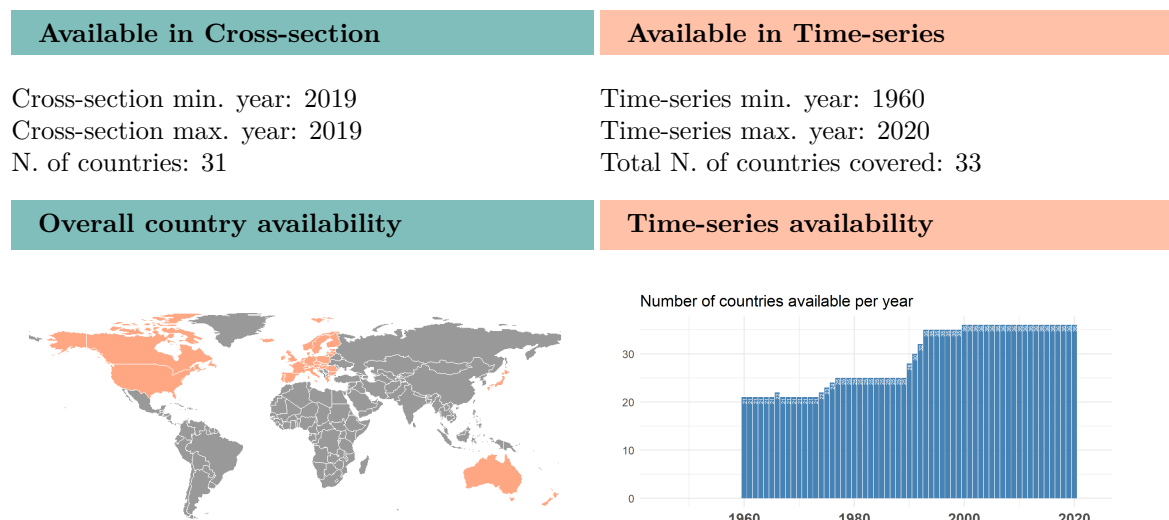 Available in Cross-section
Available in Time-series
Cross-section min. year: 2019
Cross-section max. year: 2019
N. of countries: 31
Time-series min. year: 1960
Time-series max. year: 2020
Total N. of countries covered: 33
Overall country availability
Time-series availability
Number of countries available per year
30
20
10
0
1960 1980 2000 2020